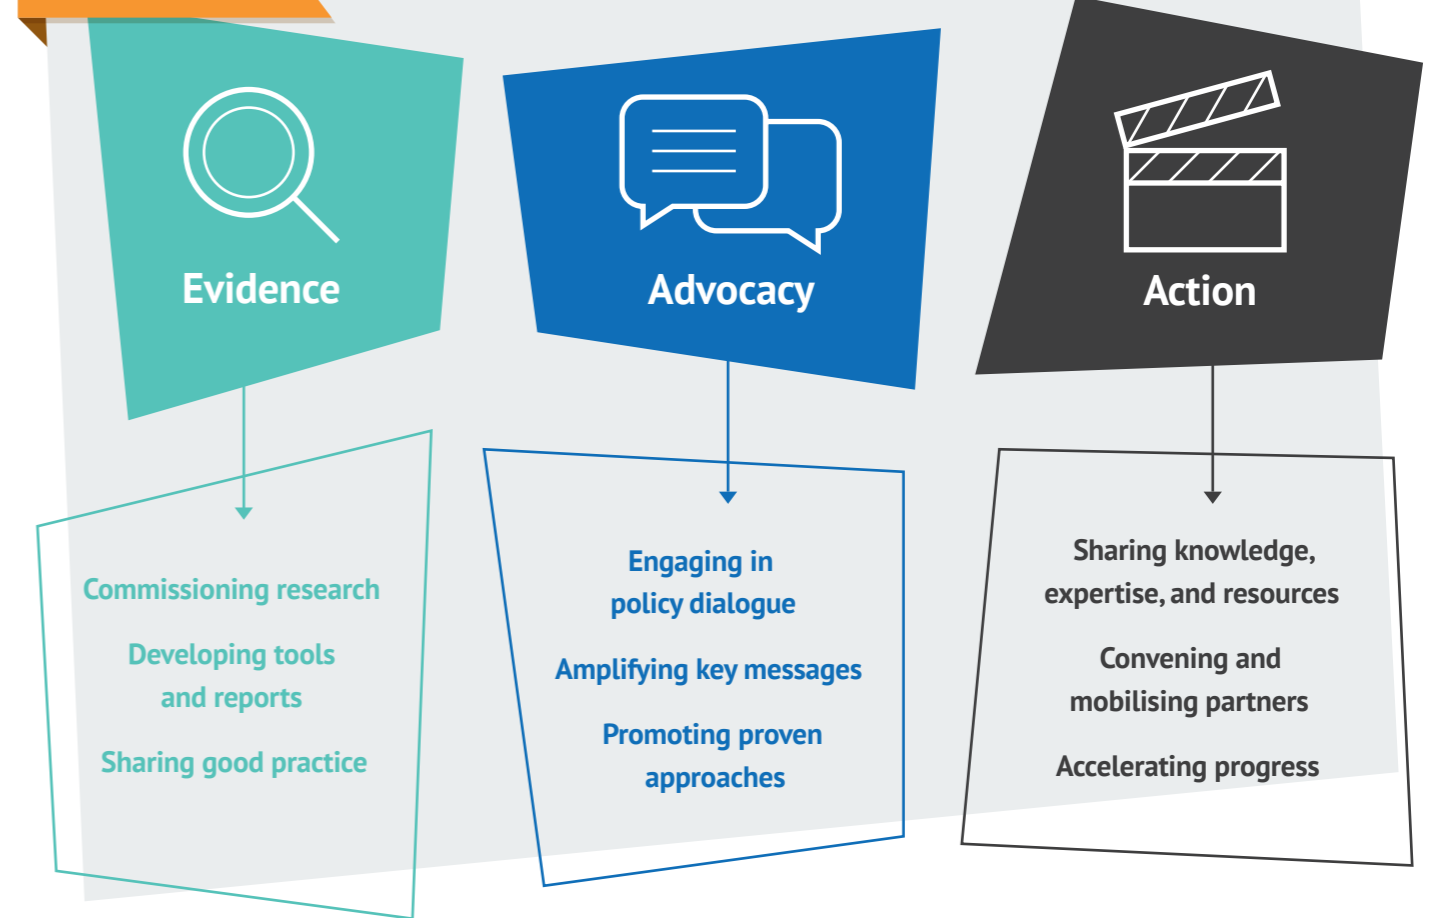 Evidence
Commissioning research
Developing tools
and reports
Sharing good practice
Advocacy
Engaging in
policy dialogue
Amplifying key messages
Promoting proven
approaches
Action
Sharing knowledge,
expertise, and resources
Convening and
mobilising partners
Accelerating progress